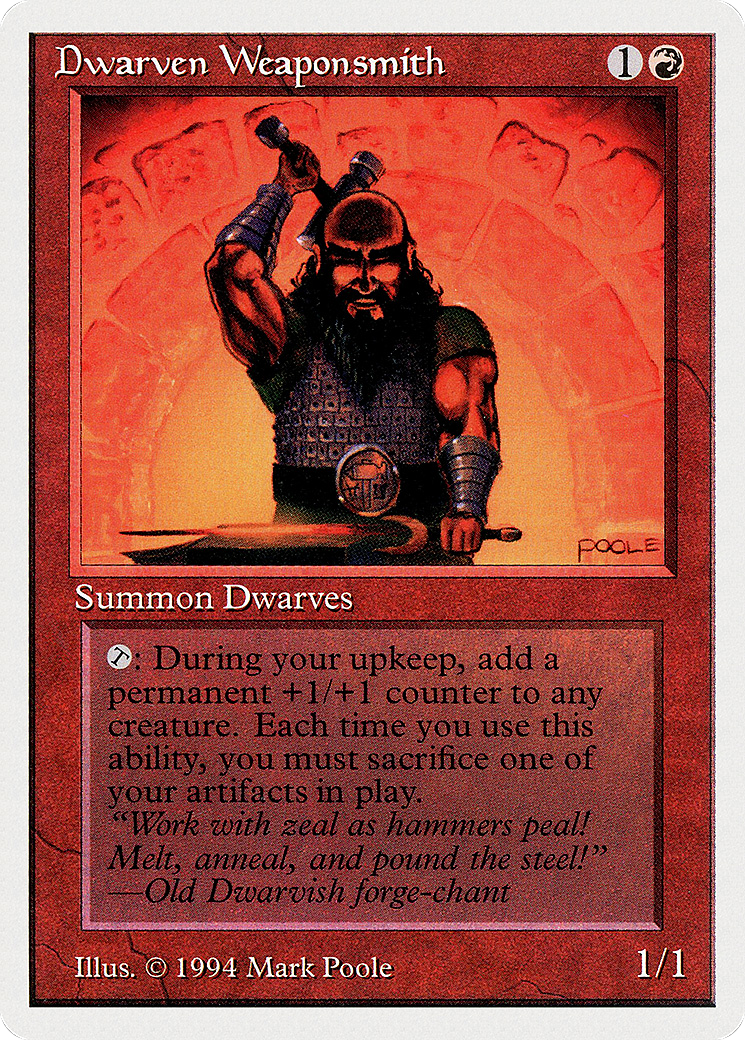 Dwarven Weaponsmith
1
POOLE
Summon Dwarves
T: During your upkeep, add a
permanent +1/+1 counter to any
creature. Each time you use this
ability, you must sacrifice one of
your artifacts in play.
“Work with zeal as hammers peal!
Melt, anneal, and pound the steel!”
—Old Dwarvish forge-chant
Illus. © 1994 Mark Poole
1/1